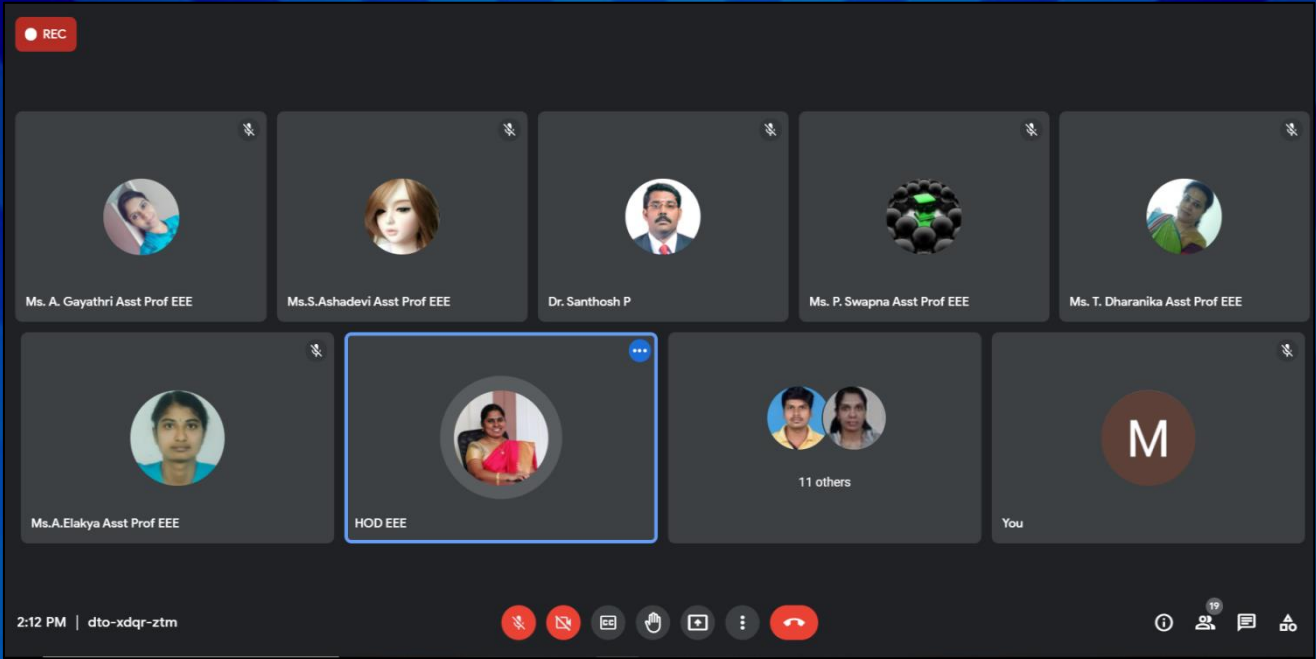 REC
Ms. A. Gayathri Asst Prof EEE
Ms.S.Ashadevi Asst Prof EEE
Dr. Santhosh P
Ms. P. Swapna Asst Prof EEE
Ms. T. Dharanika Asst Prof EEE
Ms.A.Elakya Asst Prof EEE
HOD EEE
11 others
M
You
2:12 PM | dto-xdqr-ztm
CC
19